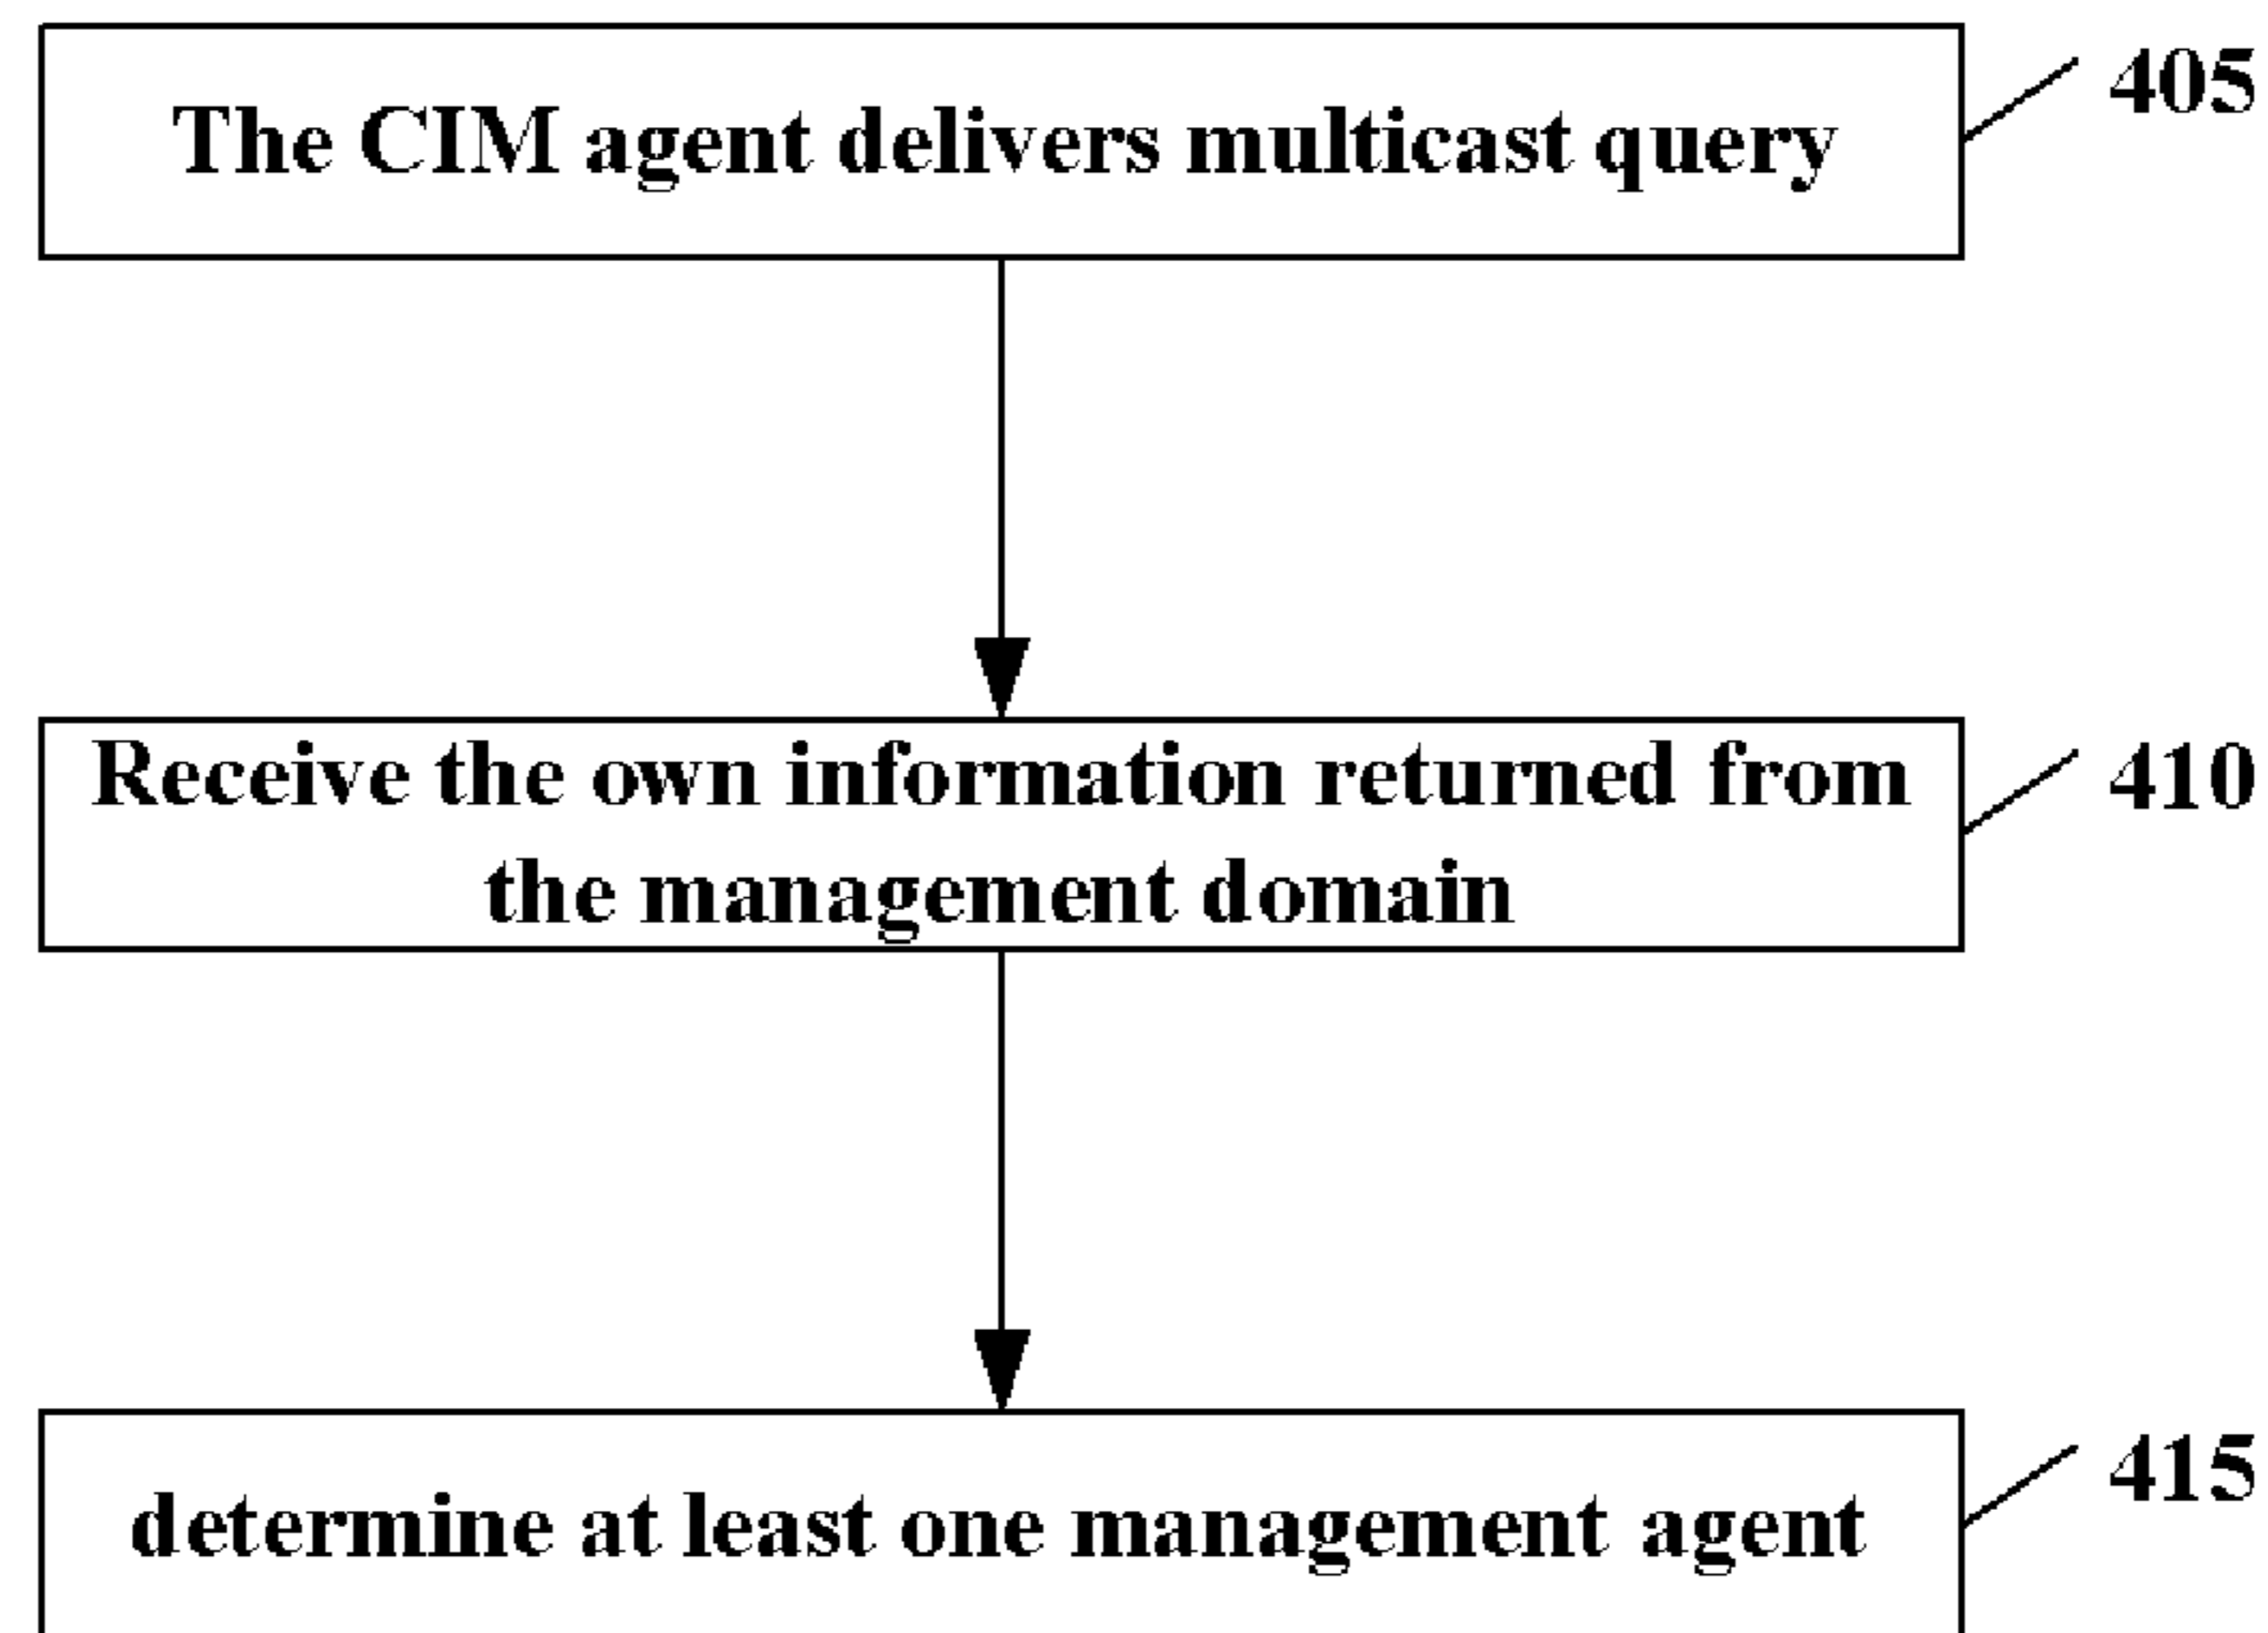 The CIM agent delivers multicast query
405
Receive the own information returned from
the management domain
410
determine at least one management agent
415